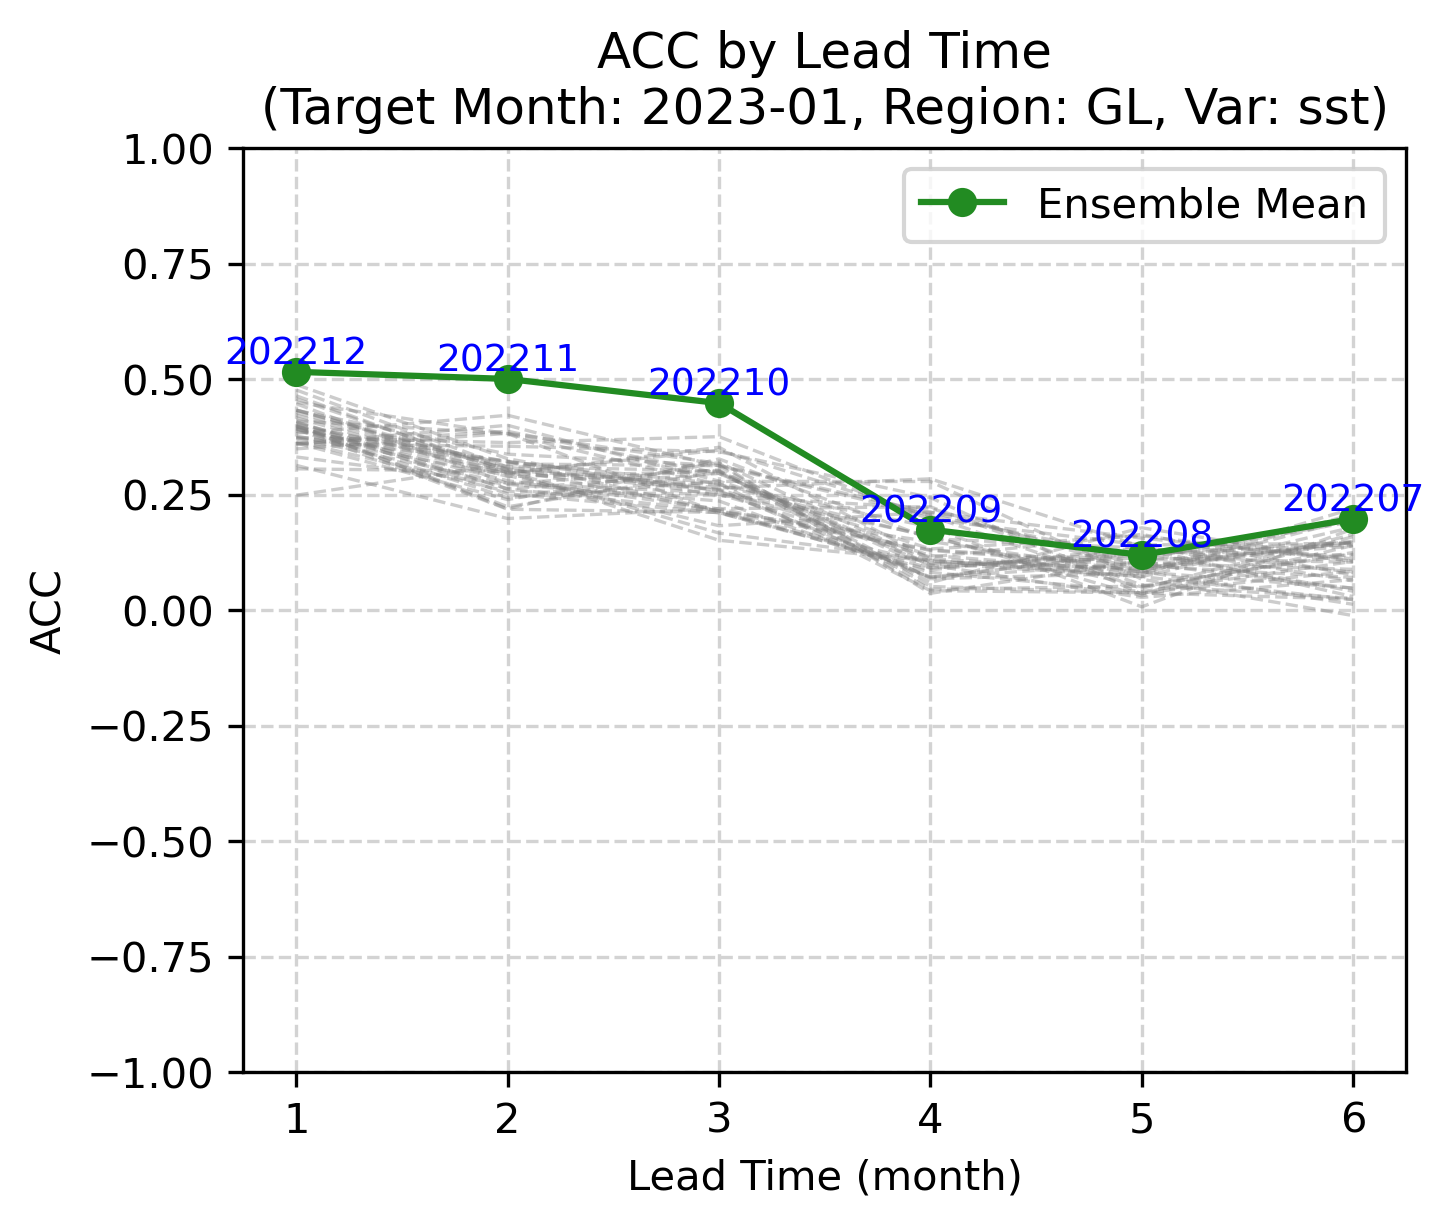 ACC by Lead Time
(Target Month: 2023-01, Region: GL, Var: sst)
1.00
0.75
0.50
0.25
0.00
−0.25
−0.50
−0.75
−1.00
ACC
Ensemble Mean
202212
202211
202210
202209
202208
202207
1 2 3 4 5 6
Lead Time (month)